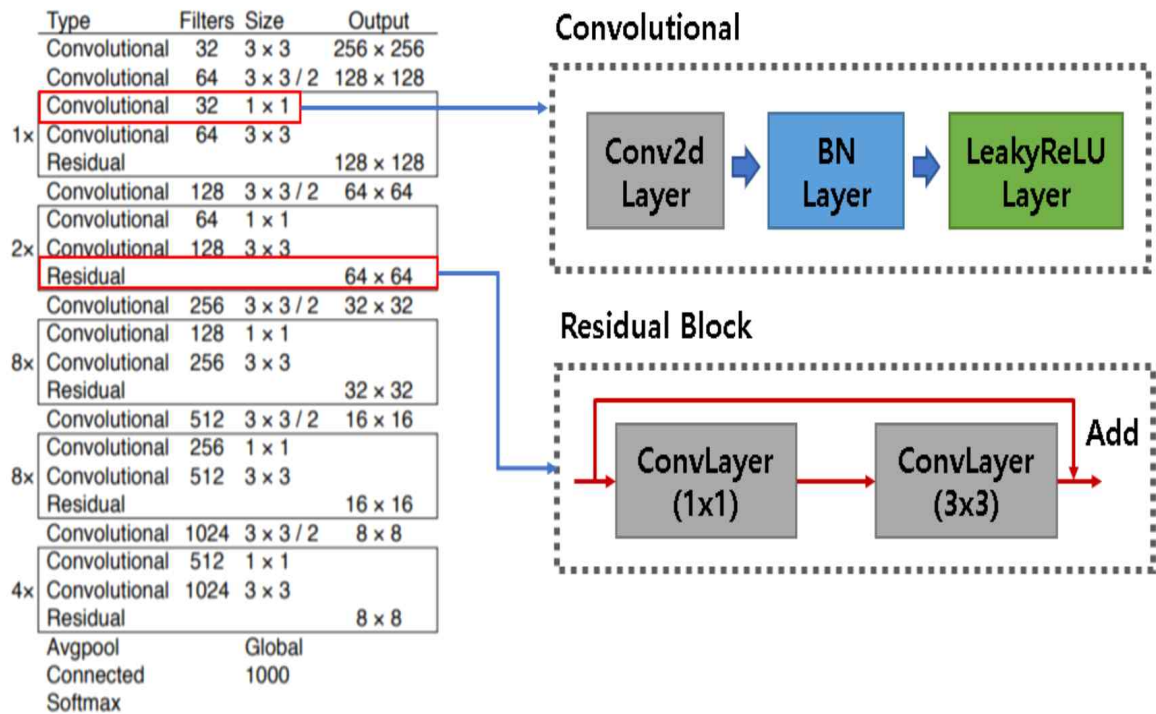 Type Filters Size Output
Convolutional 32 3 × 3 256 × 256
Convolutional 64 3 × 3 / 2 128 × 128
Convolutional 32 1 × 1
1× Convolutional 64 3 × 3
Residual 128 × 128
Convolutional 128 3 × 3 / 2 64 × 64
Convolutional 64 1 × 1
2× Convolutional 128 3 × 3
Residual 64 × 64
Convolutional 256 3 × 3 / 2 32 × 32
Convolutional 128 1 × 1
8× Convolutional 256 3 × 3
Residual 32 × 32
Convolutional 512 3 × 3 / 2 16 × 16
Convolutional 256 1 × 1
8× Convolutional 512 3 × 3
Residual 16 × 16
Convolutional 1024 3 × 3 / 2 8 × 8
Convolutional 512 1 × 1
4× Convolutional 1024 3 × 3
Residual 8 × 8
Avgpool Global
Connected 1000
Softmax
Convolutional
Conv2d
Layer
BN
Layer
LeakyReLU
Layer
Residual Block
ConvLayer
(1x1)
ConvLayer
(3x3)
Add